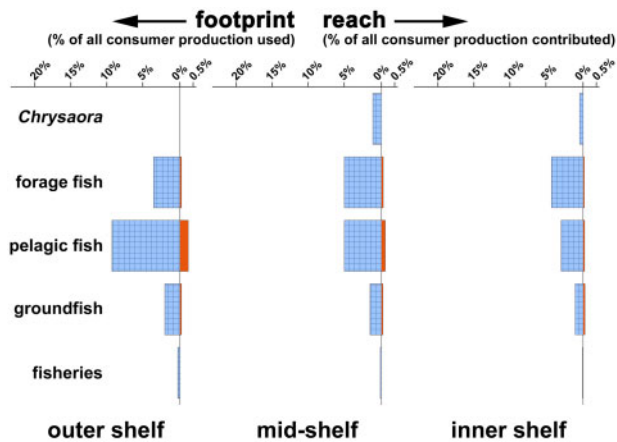 footprint reach
(% of all consumer production used) (% of all consumer production contributed)
20% 15% 10% 5% 0% 0.5% 20% 15% 10% 5% 0% 0.5% 20% 15% 10% 5% 0% 0.5%
Chrysaora
forage fish
pelagic fish
groundfish
fisheries
outer shelf mid-shelf inner shelf